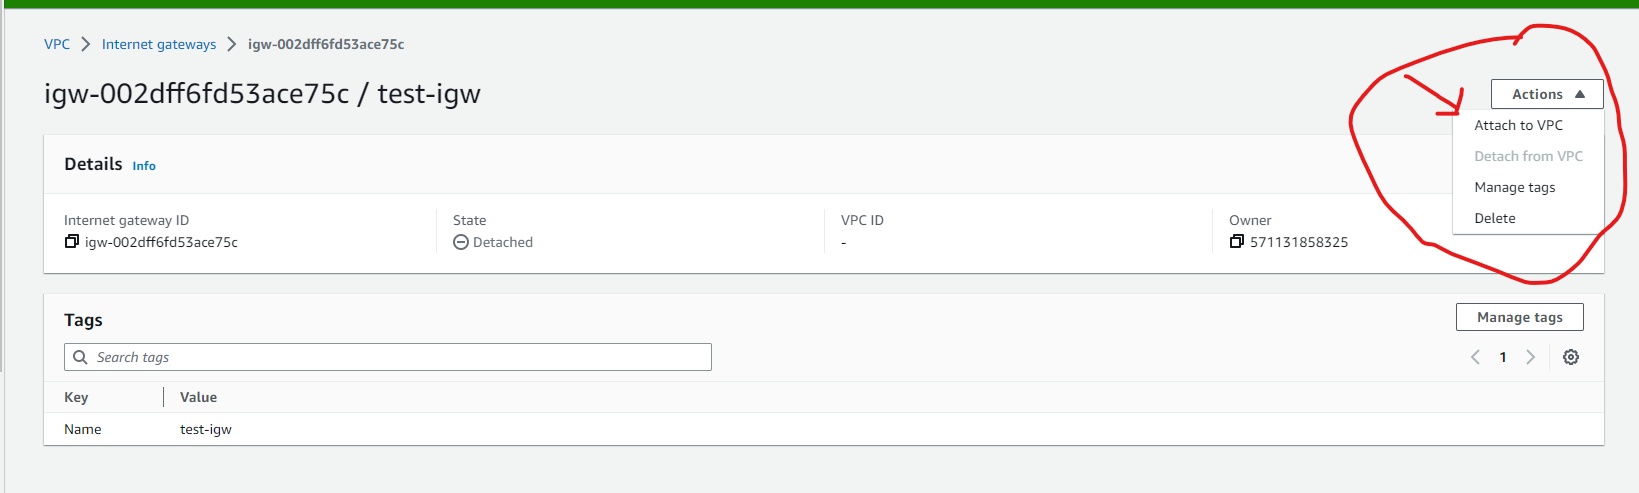 VPC > Internet gateways > igw-002dff6fd53ace75c
igw-002dff6fd53ace75c / test-igw
Actions
Attach to VPC
Detach from VPC
Manage tags
Delete
Details Info
Internet gateway ID
igw-002dff6fd53ace75c
State
Detached
VPC ID
-
Owner
571131858325
Tags
Manage tags
Search tags
1
Key Value
Name test-igw